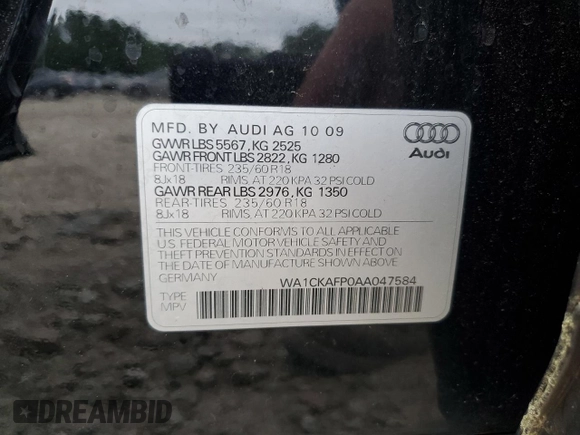 MFD. BY AUDI AG 10 09
GVWR LBS 5567, KG 2525
GAWR FRONT LBS 2822, KG 1280
FRONT-TIRES 235/60 R18
8Jx18 RIMS, AT 220 KPA 32 PSI COLD
GAWR REAR LBS 2976, KG 1350
REAR-TIRES 235/60 R18
8Jx18 RIMS, AT 220 KPA 32 PSI COLD
Audi
THIS VEHICLE CONFORMS TO ALL APPLICABLE
U.S. FEDERAL MOTOR VEHICLE SAFETY AND
THEFT PREVENTION STANDARDS IN EFFECT ON
THE DATE OF MANUFACTURE SHOWN ABOVE.
GERMANY WA1CKAFP0AA047584
TYPE
MPV
DREAMBID